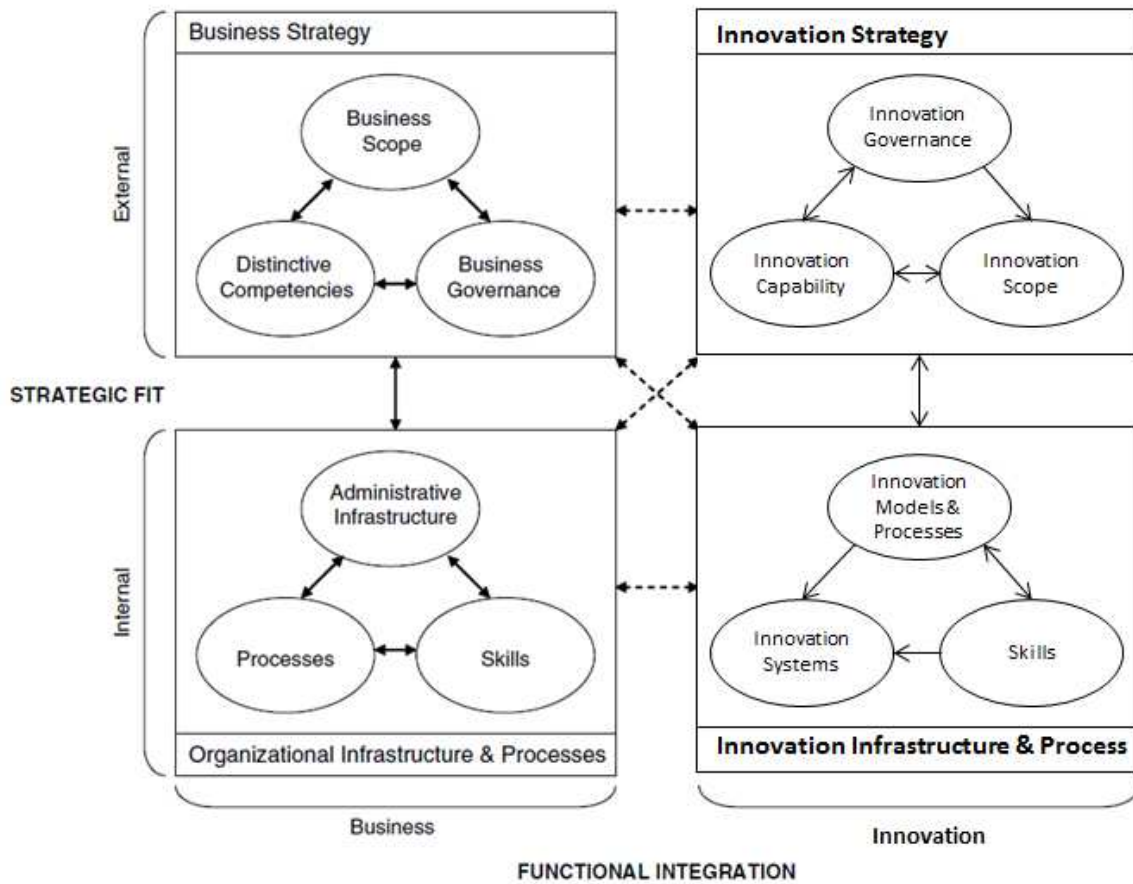 Business Strategy
Innovation Strategy
External
Business
Scope
Distinctive
Competencies
Business
Governance
Innovation
Governance
Innovation
Capability
Innovation
Scope
STRATEGIC FIT
Internal
Administrative
Infrastructure
Processes
Skills
Organizational Infrastructure & Processes
Innovation
Models &
Processes
Innovation
Systems
Skills
Innovation Infrastructure & Process
Business
Innovation
FUNCTIONAL INTEGRATION